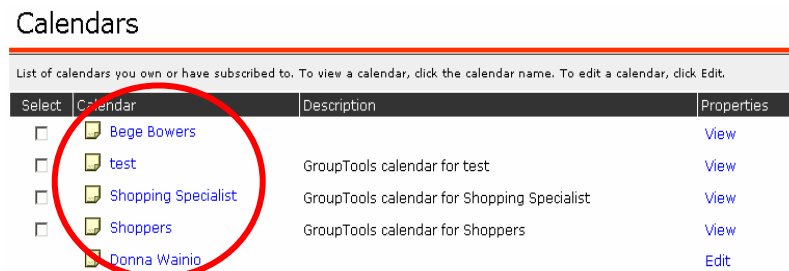 Calendars
List of calendars you own or have subscribed to. To view a calendar, click the calendar name. To edit a calendar, click Edit.
Select Calendar Description Properties
Bege Bowers View
test GroupTools calendar for test View
Shopping Specialist GroupTools calendar for Shopping Specialist View
Shoppers GroupTools calendar for Shoppers View
Donna Wainio Edit